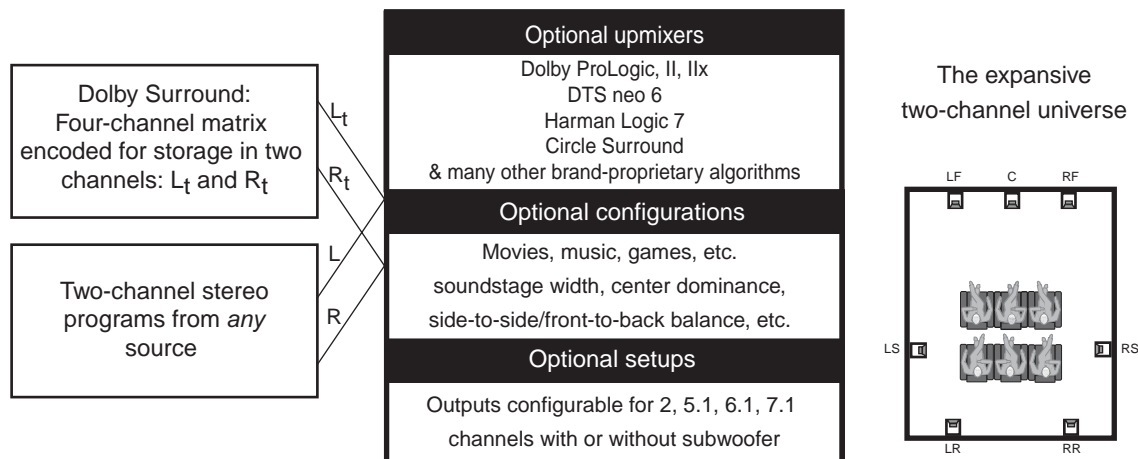 Dolby Surround:
Four-channel matrix
encoded for storage in two
channels: Lt and Rt
Two-channel stereo
programs from any
source
Lt
Rt
L
R
Optional upmixers
Dolby ProLogic, II, IIx
DTS neo 6
Harman Logic 7
Circle Surround
& many other brand-proprietary algorithms
Optional configurations
Movies, music, games, etc.
soundstage width, center dominance,
side-to-side/front-to-back balance, etc.
Optional setups
Outputs configurable for 2, 5.1, 6.1, 7.1
channels with or without subwoofer
The expansive
two-channel universe
LF C RF
LS RS
LR RR